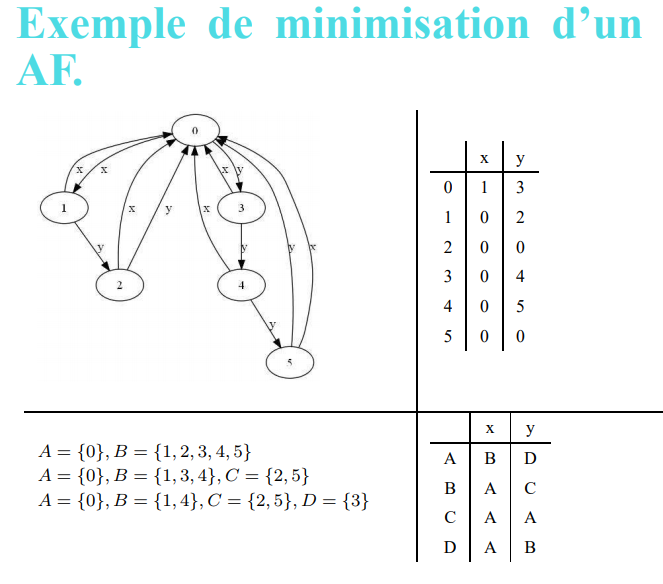 Exemple de minimisation d’un
AF.
0
x x x y
1 x y x 3
y y y x
2 4
y
5
x y
0 1 3
1 0 2
2 0 0
3 0 4
4 0 5
5 0 0
A = {0}, B = {1, 2, 3, 4, 5}
A = {0}, B = {1, 3, 4}, C = {2, 5}
A = {0}, B = {1, 4}, C = {2, 5}, D = {3}
x y
A B D
B A C
C A A
D A B